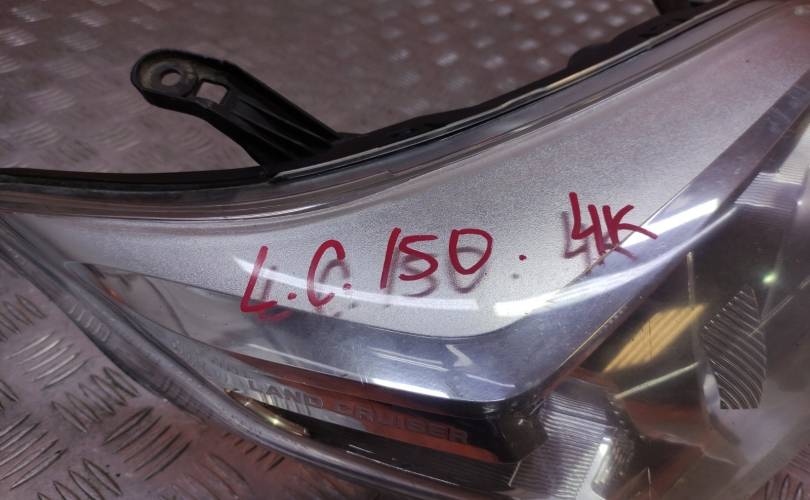 L.C. 150. 4K
LAND CRUISER